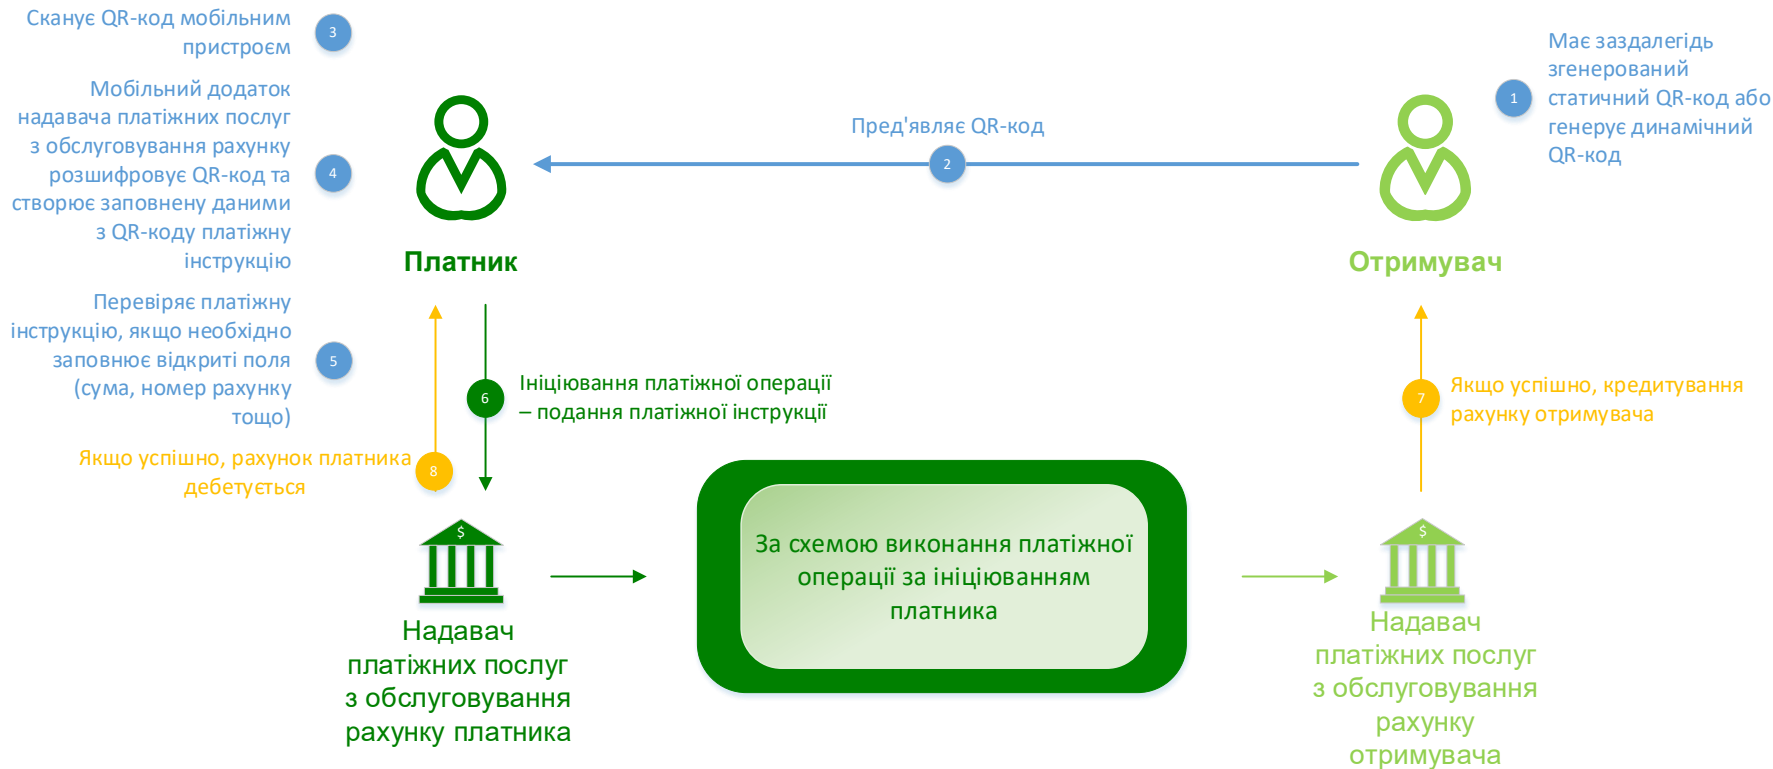 Сканує QR-код мобільним
пристроєм
3
Мобільний додаток
надавача платіжних послуг
з обслуговування рахунку
розшифровує QR-код та
створює заповнену даними
з QR-коду платіжну
інструкцію
4
Перевіряє платіжну
інструкцію, якщо необхідно
заповнює відкриті поля
(сума, номер рахунку
тощо)
5
Якщо успішно, рахунок платника
дебетується
8
Платник
Пред'являє QR-код
2
Має заздалегідь
згенерований
статичний QR-код або
генерує динамічний
QR-код
1
Отримувач
6
Ініціювання платіжної операції
– подання платіжної інструкції
7
Якщо успішно, кредитування
рахунку отримувача
$
Надавач
платіжних послуг
з обслуговування
рахунку платника
За схемою виконання платіжної
операції за ініціюванням
платника
$
Надавач
платіжних послуг
з обслуговування
рахунку
отримувача